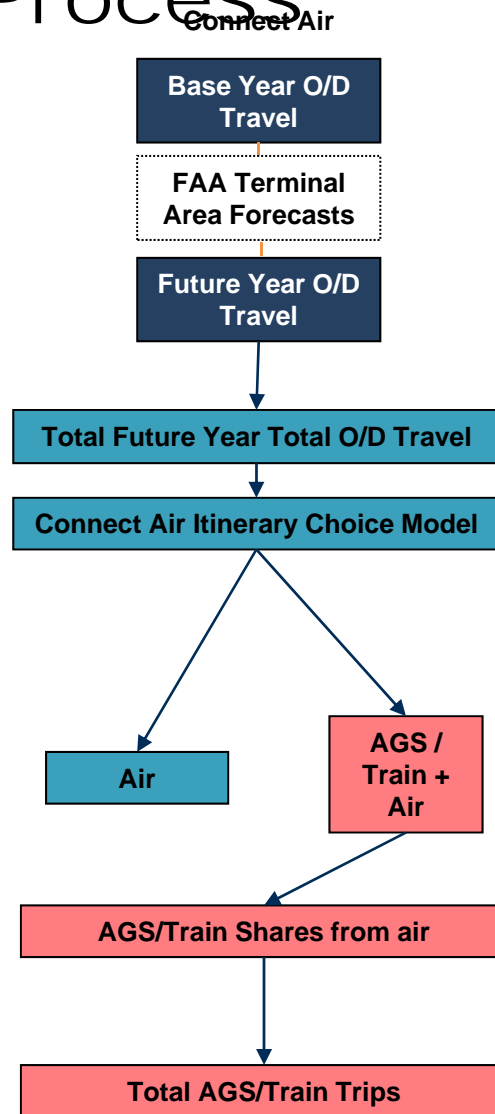 Process
Connect Air
Base Year O/D
Travel
FAA Terminal
Area Forecasts
Future Year O/D
Travel
Total Future Year Total O/D Travel
Connect Air Itinerary Choice Model
Air
AGS /
Train +
Air
AGS/Train Shares from air
Total AGS/Train Trips